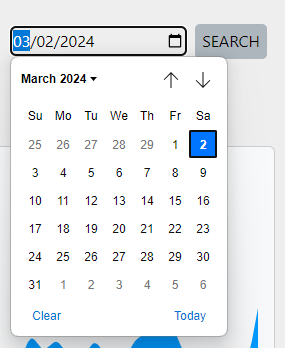 03/02/2024 SEARCH
March 2024
Su Mo Tu We Th Fr Sa
25 26 27 28 29 1 2
3 4 5 6 7 8 9
10 11 12 13 14 15 16
17 18 19 20 21 22 23
24 25 26 27 28 29 30
31 1 2 3 4 5 6
Clear Today